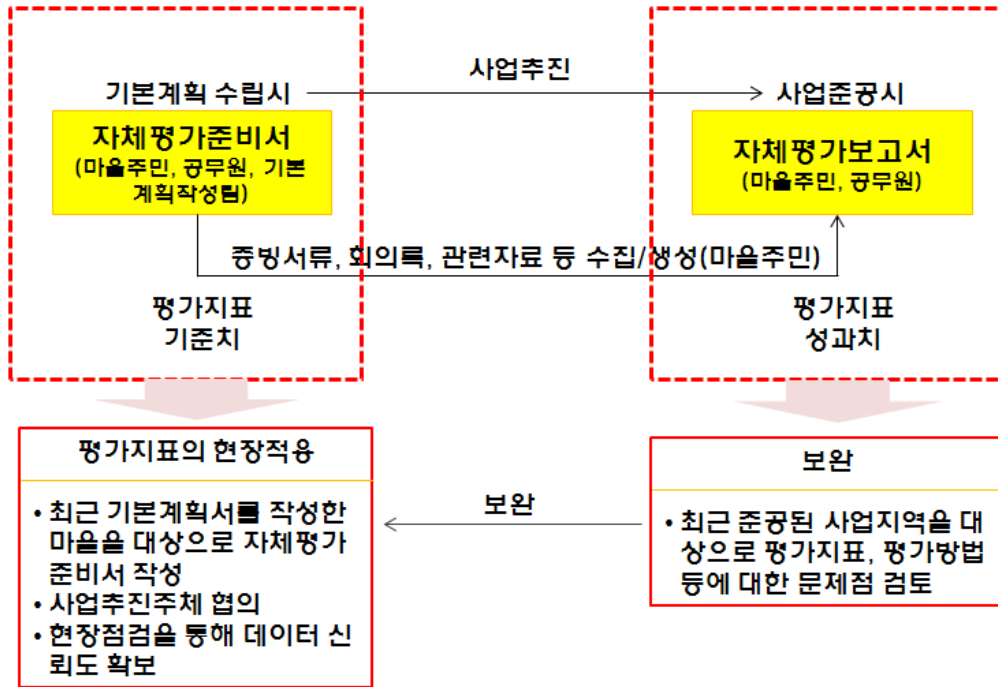 사업추진
기본계획 수립시
사업준공시
자체평가준비서
(마을주민, 공무원, 기본
계획작성팀)
자체평가보고서
(마을주민, 공무원)
증빙서류, 회의록, 관련자료 등 수집/생성(마을주민)
평가지표
기준치
평가지표
성과치
평가지표의 현장적용
• 최근 기본계획서를 작성한
마을을 대상으로 자체평가
준비서 작성
• 사업추진주체 협의
• 현장점검을 통해 데이터 신
뢰도 확보
보완
보완
• 최근 준공된 사업지역을 대
상으로 평가지표, 평가방법
등에 대한 문제점 검토